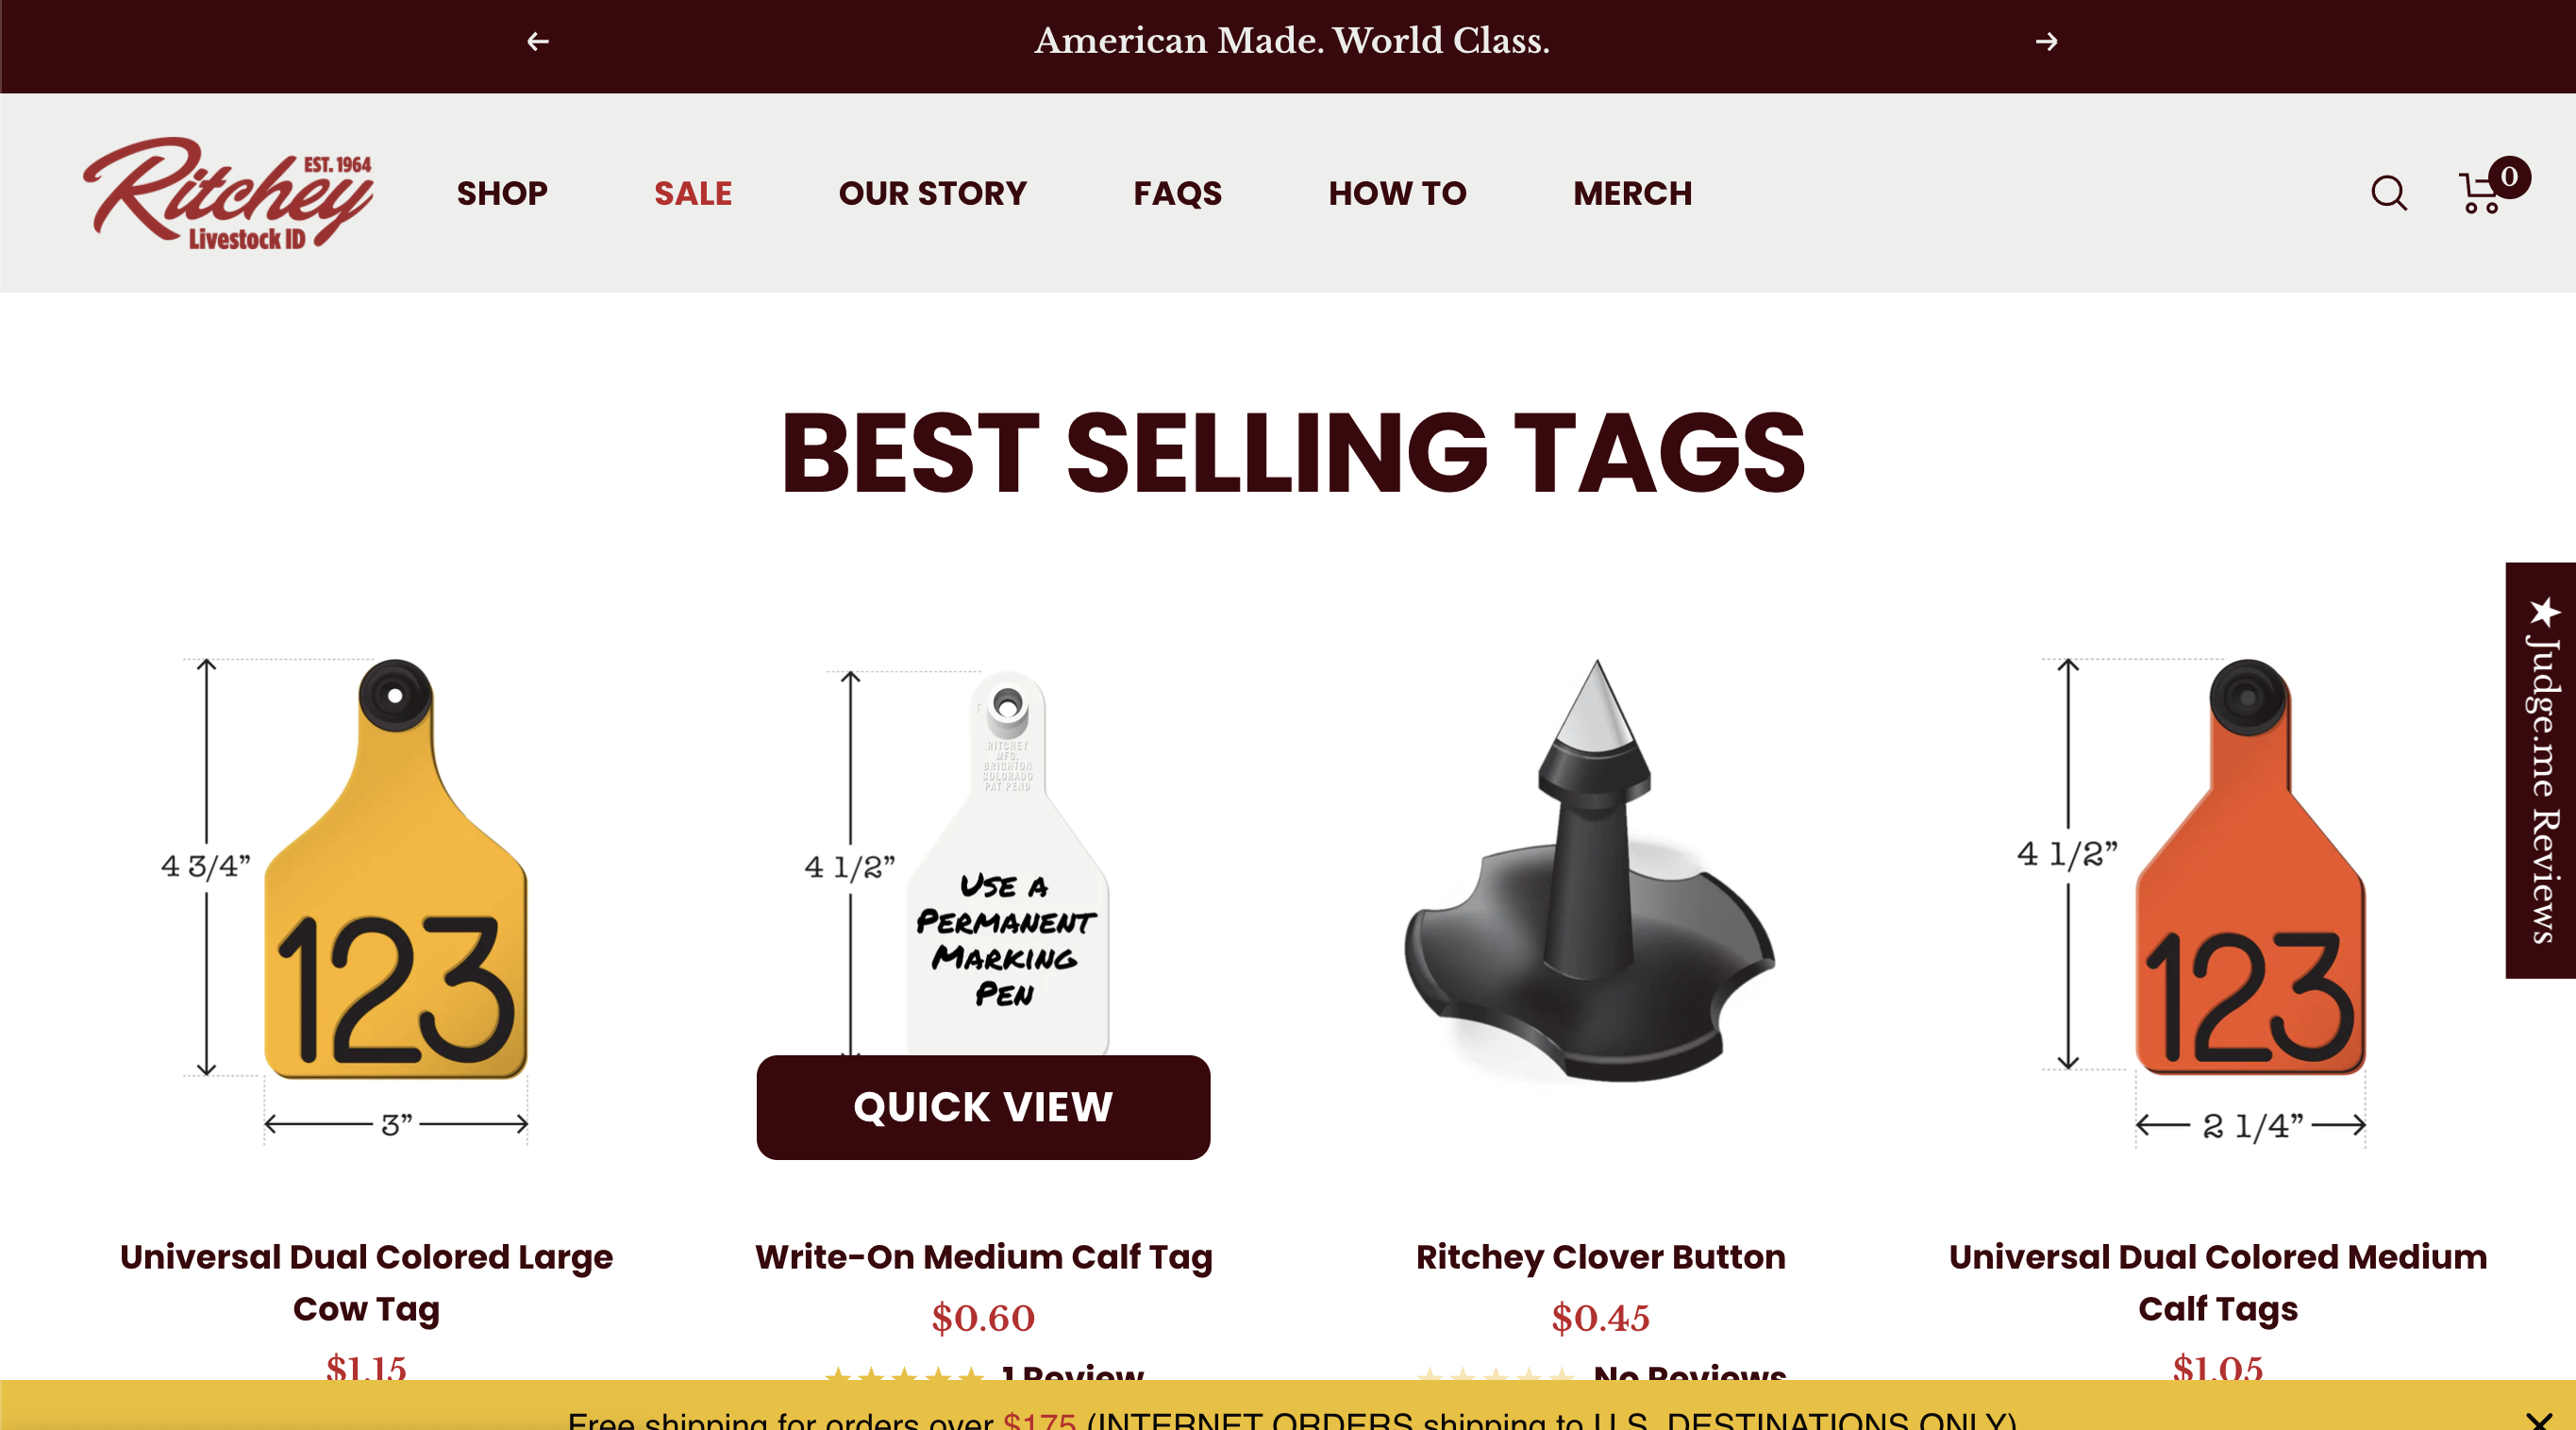 American Made. World Class.
Ritchey
EST. 1964
Livestock ID
SHOP
SALE
OUR STORY
FAQS
HOW TO
MERCH
0
BEST SELLING TAGS
4 3/4”
123
3”
4 1/2”
RITCHEY
MFG.
BRIGHTON
COLORADO
PAT PEND
USE A
PERMANENT
MARKING
PEN
QUICK VIEW
4 1/2”
123
2 1/4”
★ Judge.me Reviews
Universal Dual Colored Large
Cow Tag
$1.15
Write-On Medium Calf Tag
$0.60
★★★★★ 1 Review
Ritchey Clover Button
$0.45
★★★★★ No Reviews
Universal Dual Colored Medium
Calf Tags
$1.05
Free shipping for orders over $175 (INTERNET ORDERS shipping to U.S. DESTINATIONS ONLY)